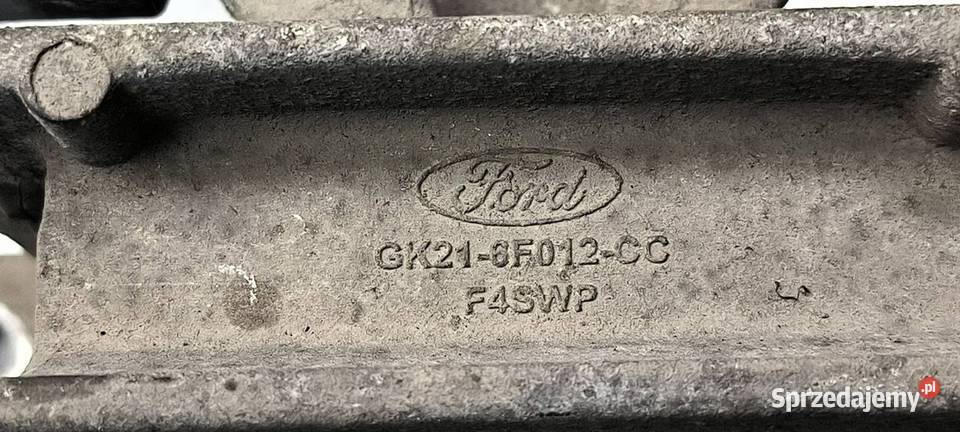 Ford
GK21-6F012-CC
F4SWP
Sprzedajemy.pl